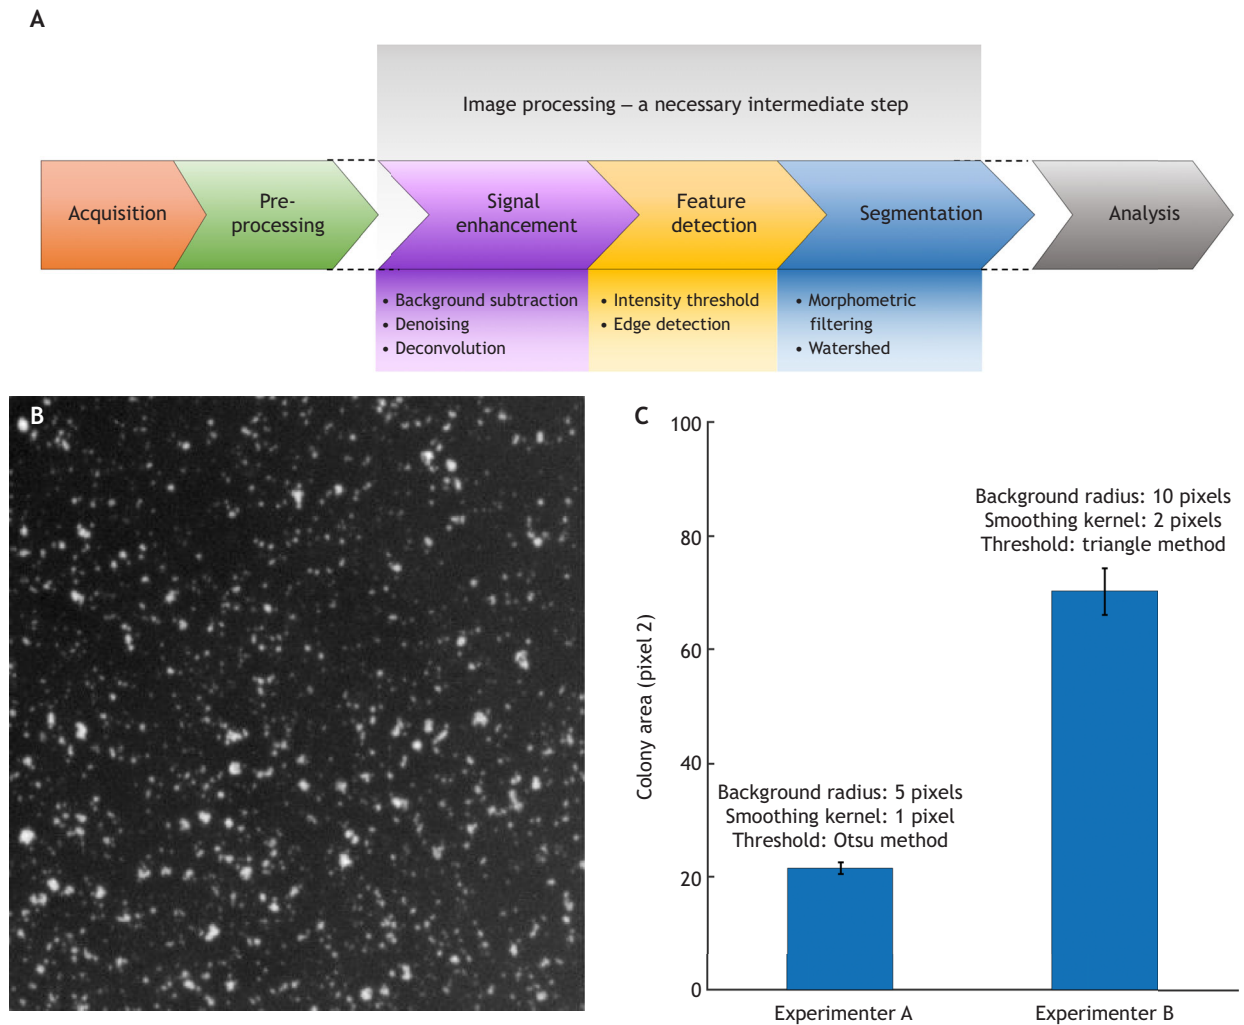 A
Image processing – a necessary intermediate step
Acquisition
Pre-
processing
Signal
enhancement
Feature
detection
Segmentation
Analysis
• Background subtraction
• Denoising
• Deconvolution
• Intensity threshold
• Edge detection
• Morphometric
filtering
• Watershed
B
C
100
80
60
40
20
0
Colony area (pixel 2)
Background radius: 5 pixels
Smoothing kernel: 1 pixel
Threshold: Otsu method
Background radius: 10 pixels
Smoothing kernel: 2 pixels
Threshold: triangle method
Experimenter A
Experimenter B